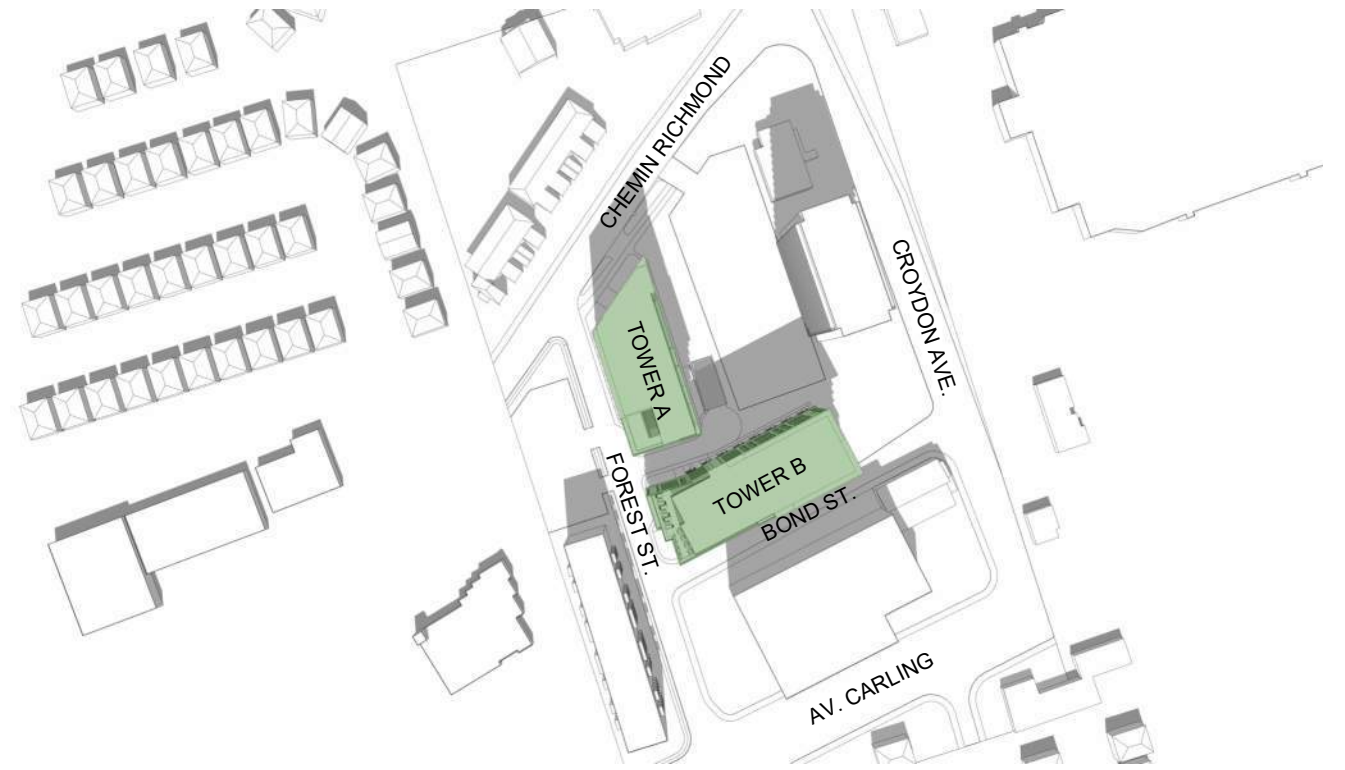 CHEMIN RICHMOND
CROYDON AVE.
TOWER A
TOWER B
FOREST ST.
BOND ST.
AV. CARLING